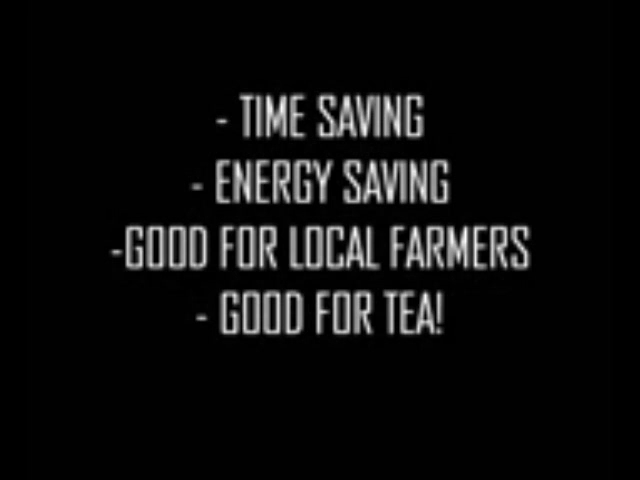 - TIME SAVING
- ENERGY SAVING
-GOOD FOR LOCAL FARMERS
- GOOD FOR TEA!